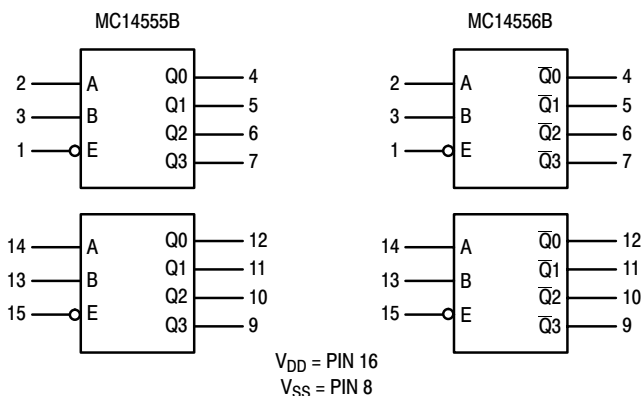 MC14555B
2 A Q0 4
3 B Q1 5
1 E Q2 6
Q3 7
14 A Q0 12
13 B Q1 11
15 E Q2 10
Q3 9
MC14556B
2 A Q̅0 4
3 B Q̅1 5
1 E Q̅2 6
Q̅3 7
14 A Q̅0 12
13 B Q̅1 11
15 E Q̅2 10
Q̅3 9
VDD = PIN 16
VSS = PIN 8